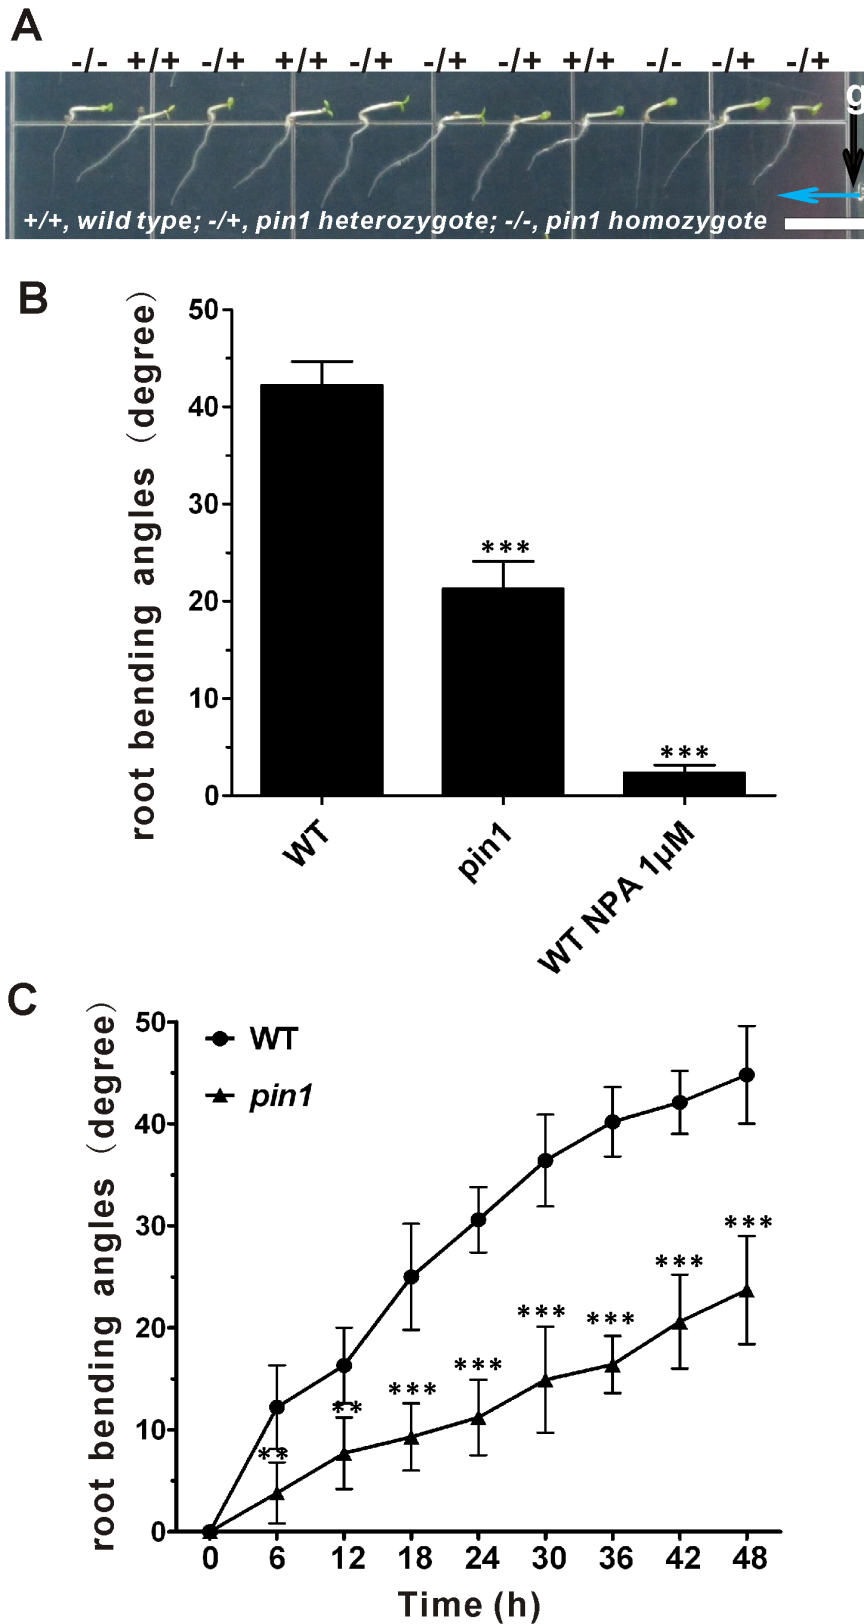 A
-/- +/+ -/+ +/+ -/+ -/+ -/+ +/+ -/- -/+ -/+
g
+/+, wild type; -/+, pin1 heterozygote; -/-, pin1 homozygote
B
root bending angles (degree)
50
40
30
20
10
0
***
***
WT
pin1
WT NPA 1μM
C
root bending angles (degree)
50
40
30
20
10
0
WT
pin1
** ** *** *** *** *** *** ***
0 6 12 18 24 30 36 42 48
Time (h)